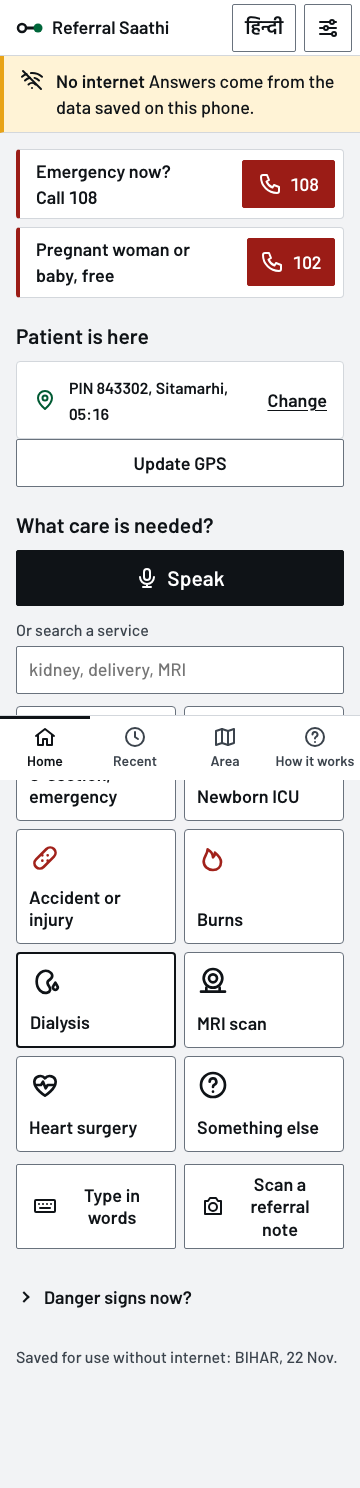 Referral Saathi
हिन्दी
No internet Answers come from the
data saved on this phone.
Emergency now?
Call 108
108
Pregnant woman or
baby, free
102
Patient is here
PIN 843302, Sitamarhi,
05:16
Change
Update GPS
What care is needed?
Speak
Or search a service
kidney, delivery, MRI
Home
Recent
Area
How it works
emergency
Newborn ICU
Accident or
injury
Burns
Dialysis
MRI scan
Heart surgery
Something else
Type in
words
Scan a
referral
note
Danger signs now?
Saved for use without internet: BIHAR, 22 Nov.